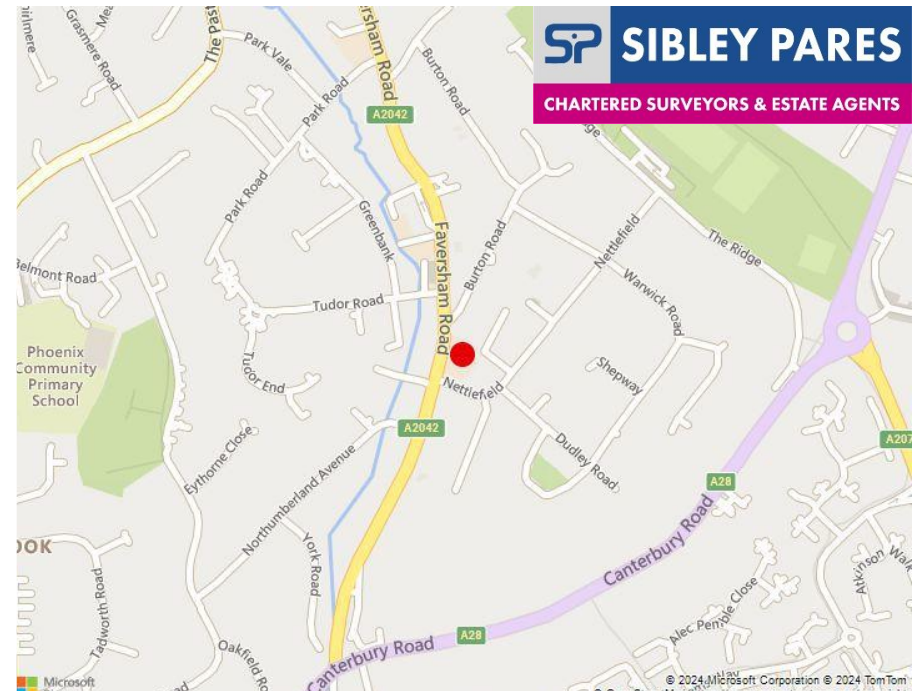 SP SIBLEY PARES
CHARTERED SURVEYORS & ESTATE AGENTS
Grasmere Road
The Past
Park Vale
Park Road
Faversham Road
A2042
Burton Road
Park Road
Greenbank
Faversham Road
Burton Road
Nettlefield
The Ridge
Warwick Road
Belmont Road
Tudor Road
Phoenix
Community
Primary
School
Tudor End
Nettlefield
Shepway
A2042
Dudley Road
A207
Eythorne Close
Northumberland Avenue
A28
Canterbury Road
OOK
York Road
Tadworth Road
Atkinson Walk
Alec Pemble Close
Oakfield Ro
Canterbury Road
A28
Microsoft
© 2024 Microsoft Corporation © 2024 TomTom